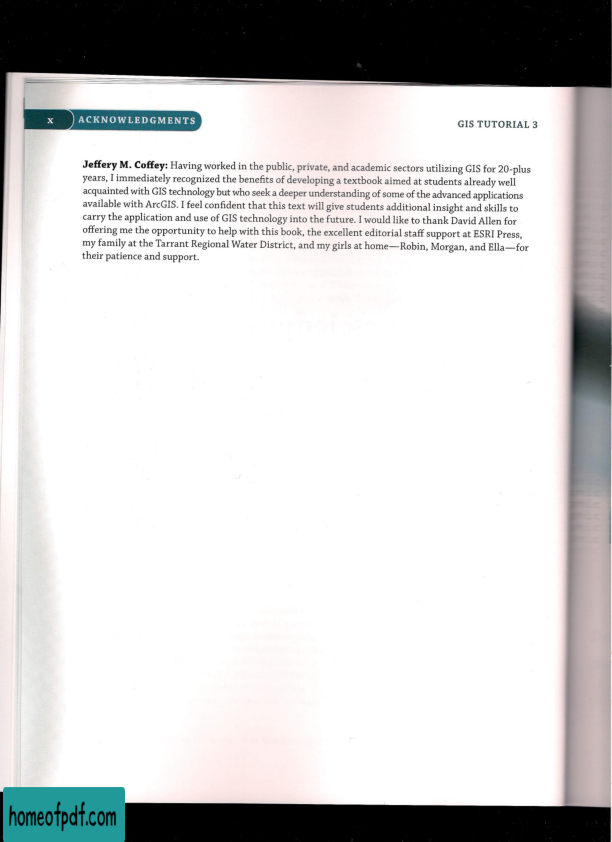 x ACKNOWLEDGMENTS
GIS TUTORIAL 3
Jeffery M. Coffey: Having worked in the public, private, and academic sectors utilizing GIS for 20-plus
years, I immediately recognized the benefits of developing a textbook aimed at students already well
acquainted with GIS technology but who seek a deeper understanding of some of the advanced applications
available with ArcGIS. I feel confident that this text will give students additional insight and skills to
carry the application and use of GIS technology into the future. I would like to thank David Allen for
offering me the opportunity to help with this book, the excellent editorial staff support at ESRI Press,
my family at the Tarrant Regional Water District, and my girls at home—Robin, Morgan, and Ella—for
their patience and support.
homeofpdf.com